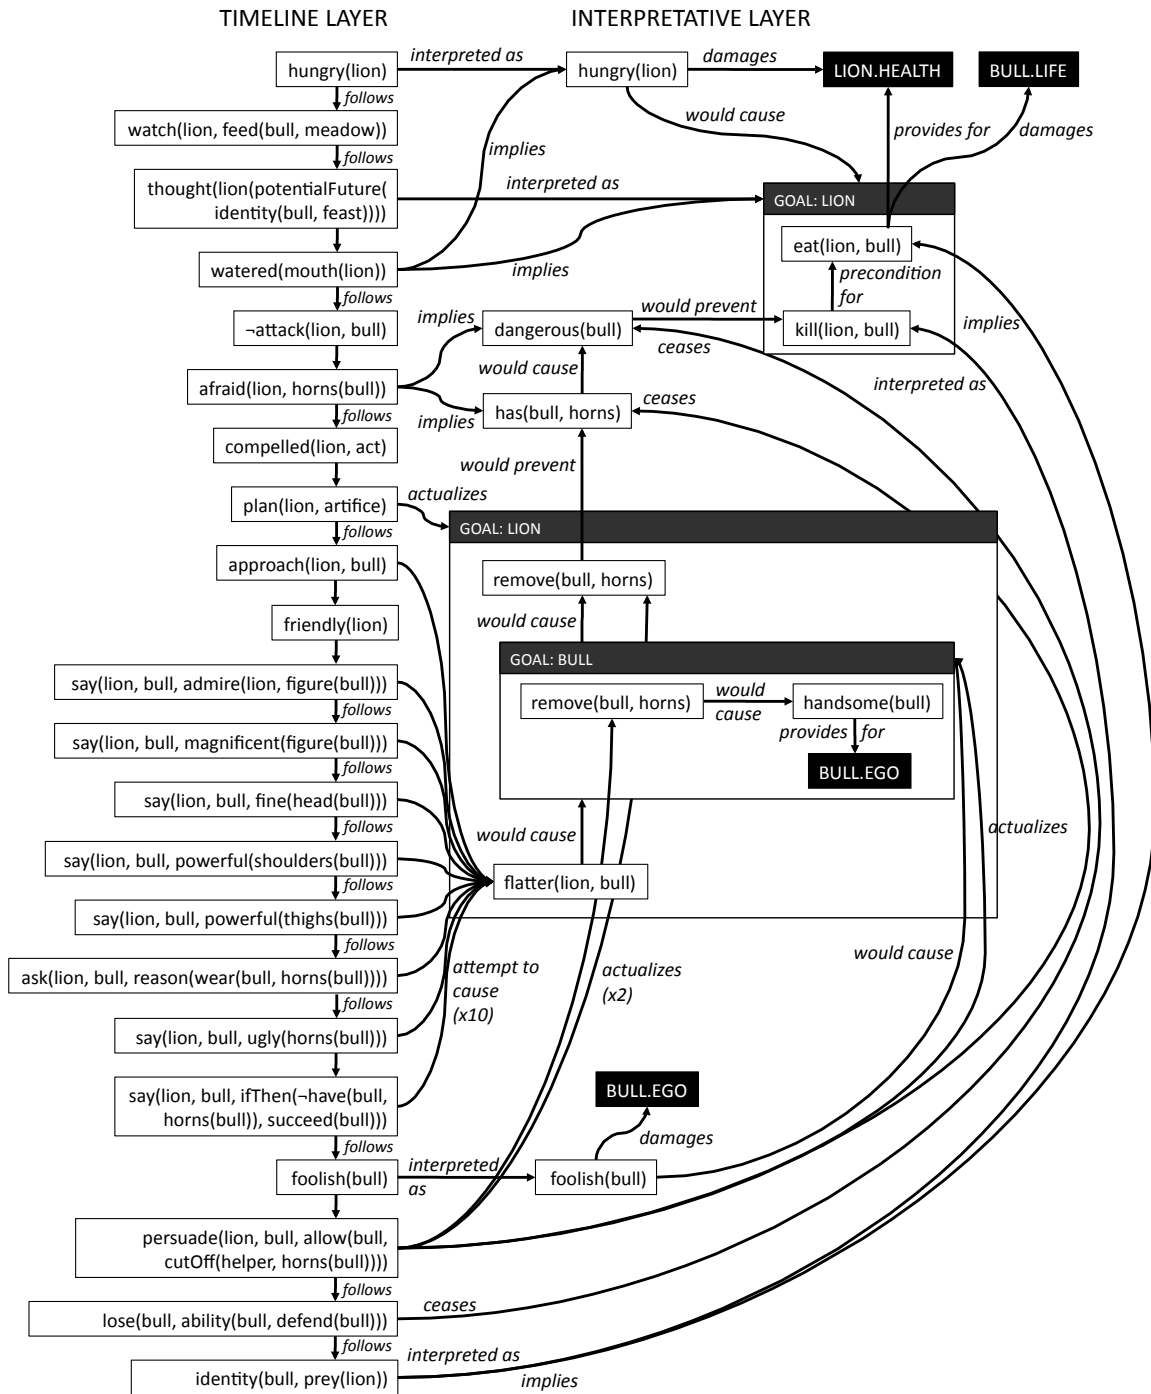 TIMELINE LAYER
INTERPRETATIVE LAYER
hungry(lion)
interpreted as
hungry(lion)
damages
LION.HEALTH
BULL.LIFE
follows
would cause
provides for
damages
watch(lion, feed(bull, meadow))
follows
implies
thought(lion(potentialFuture(
identity(bull, feast))))
interpreted as
GOAL: LION
eat(lion, bull)
watered(mouth(lion))
implies
precondition
for
follows
¬attack(lion, bull)
implies
dangerous(bull)
would prevent
kill(lion, bull)
implies
ceases
would cause
interpreted as
afraid(lion, horns(bull))
follows
implies
has(bull, horns)
ceases
compelled(lion, act)
would prevent
plan(lion, artifice)
actualizes
follows
GOAL: LION
approach(lion, bull)
remove(bull, horns)
friendly(lion)
would cause
GOAL: BULL
say(lion, bull, admire(lion, figure(bull)))
follows
remove(bull, horns)
would
cause
handsome(bull)
say(lion, bull, magnificent(figure(bull)))
provides for
follows
BULL.EGO
say(lion, bull, fine(head(bull)))
follows
would cause
actualizes
say(lion, bull, powerful(shoulders(bull)))
follows
flatter(lion, bull)
say(lion, bull, powerful(thighs(bull)))
follows
ask(lion, bull, reason(wear(bull, horns(bull))))
follows
attempt to
cause
(x10)
actualizes
(x2)
would cause
say(lion, bull, ugly(horns(bull)))
say(lion, bull, ifThen(¬have(bull,
horns(bull)), succeed(bull)))
follows
BULL.EGO
damages
foolish(bull)
interpreted
as
foolish(bull)
persuade(lion, bull, allow(bull,
cutOff(helper, horns(bull))))
follows
lose(bull, ability(bull, defend(bull)))
ceases
follows
identity(bull, prey(lion))
interpreted as
implies